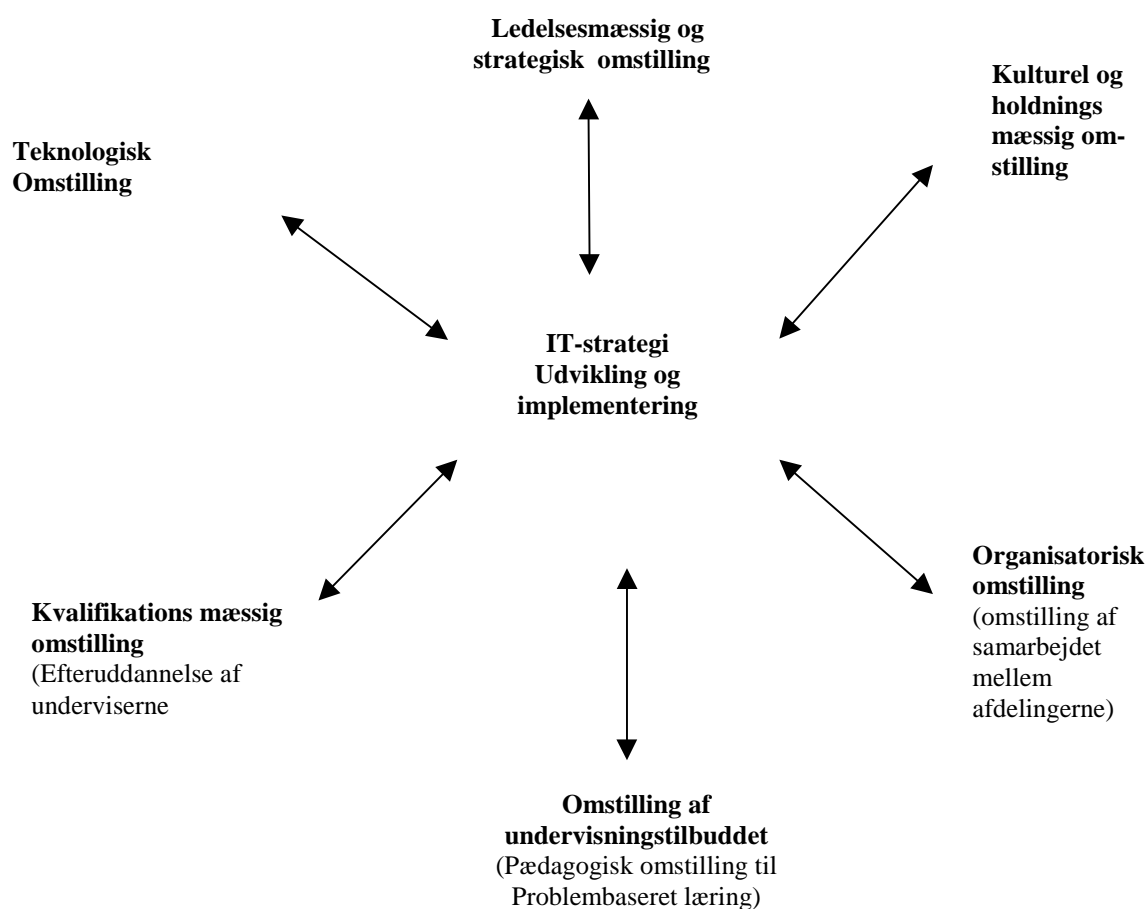 Ledelsesmæssig og
strategisk omstilling
Kulturel og
holdnings
mæssig om-
stilling
Teknologisk
Omstilling
IT-strategi
Udvikling og
implementering
Organisatorisk
omstilling
(omstilling af
samarbejdet
mellem
afdelingerne)
Kvalifikations mæssig
omstilling
(Efteruddannelse af
underviserne
Omstilling af
undervisningstilbuddet
(Pædagogisk omstilling til
Problembaseret læring)